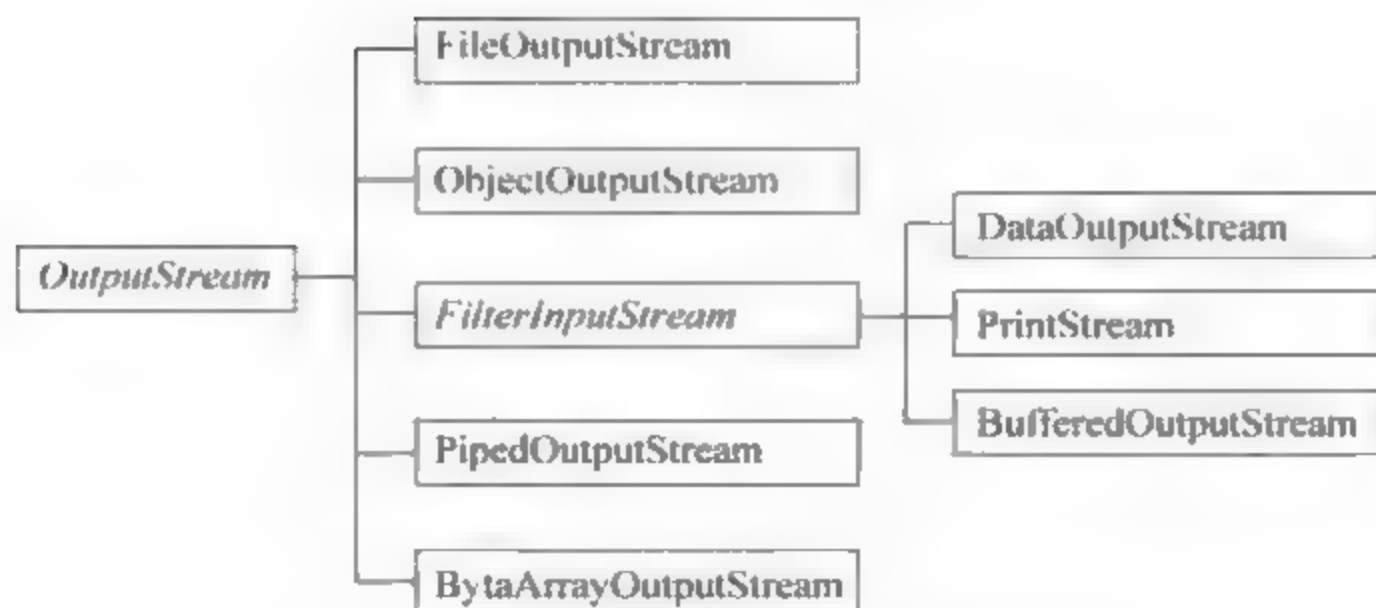 FileOutputStream
ObjectOutputStream
OutputStream
FilterInputStream
PipedOutputStream
BytaArrayOutputStream
DataOutputStream
PrintStream
BufferedOutputStream